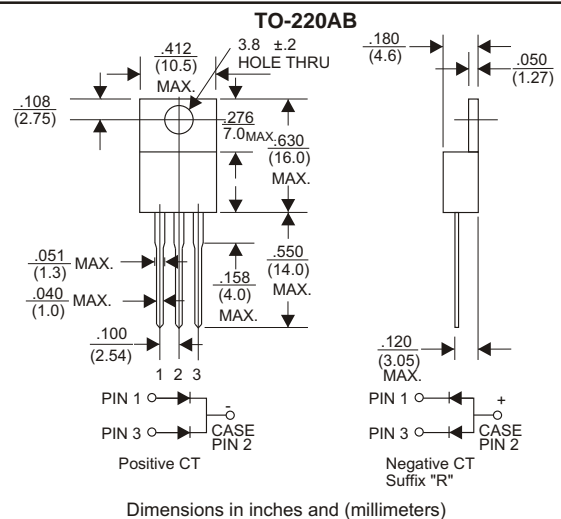 TO-220AB
.412
(10.5)
MAX.
3.8 ±.2
HOLE THRU
.180
(4.6)
.050
(1.27)
.108
(2.75)
.276
7.0MAX.
.630
(16.0)
MAX.
.051
(1.3)
MAX.
.040
(1.0)
MAX.
.158
(4.0)
MAX.
.550
(14.0)
MAX.
.100
(2.54)
.120
(3.05)
MAX.
1 2 3
PIN 1
-
PIN 3
CASE
PIN 2
Positive CT
PIN 1
+
PIN 3
CASE
PIN 2
Negative CT
Suffix "R"
Dimensions in inches and (millimeters)